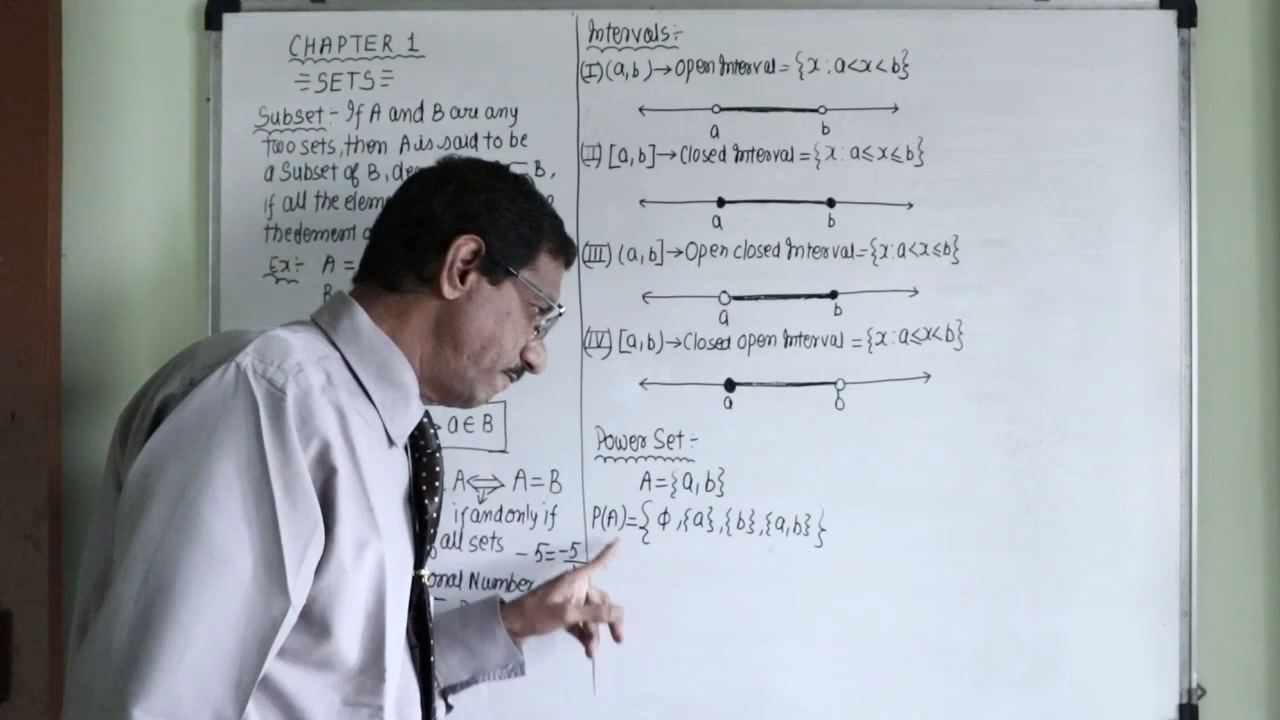 CHAPTER 1
SETS
Subset :- If A and B are any
two sets, then A is said to be
a Subset of B, B,
if all the
the element
Ex :- A =
a ∈ B
A ⟺ A = B
if and only if
all sets
- 5 = -5
Number
Intervals :-
(I) (a, b) → Open Interval = {x : a < x < b}
a b
(II) [a, b] → Closed Interval = {x : a ≤ x ≤ b}
a b
(III) (a, b] → Open closed Interval = {x : a < x ≤ b}
a b
(IV) [a, b) → Closed open Interval = {x : a ≤ x < b}
a b
Power Set :-
A = {a, b}
P(A) = { ϕ, {a}, {b}, {a, b} }